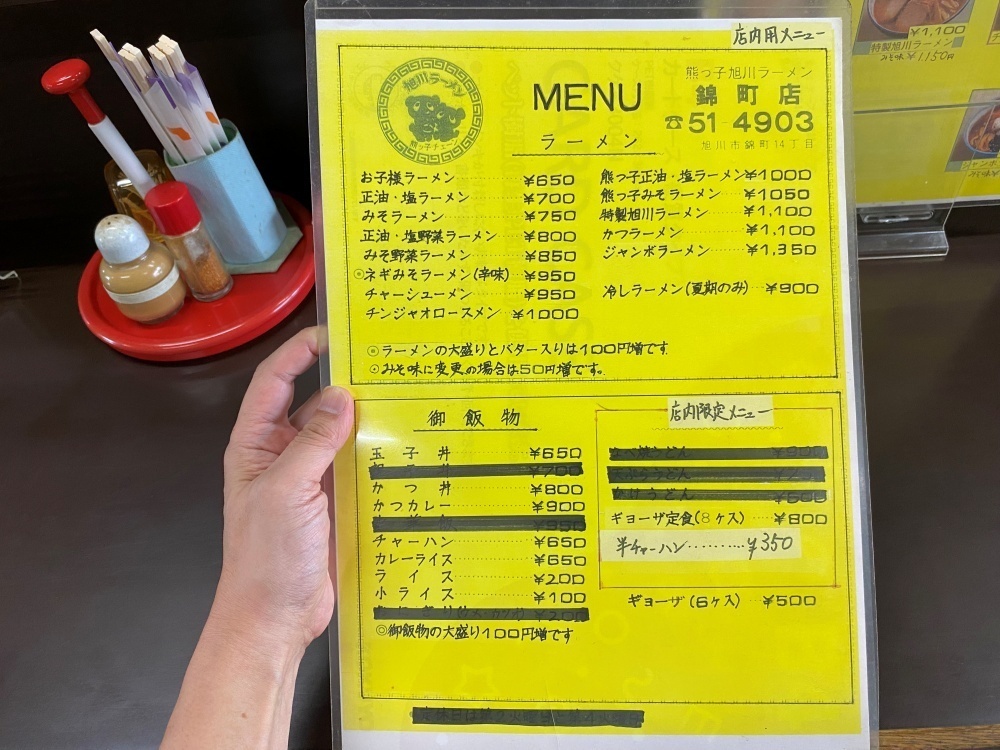 店内用メニュー
旭川ラーメン
熊っ子チェーン
MENU
ラーメン
熊っ子旭川ラーメン
錦町店
☎51 4903
旭川市錦町14丁目
お子様ラーメン ¥650
正油・塩ラーメン ¥700
みそラーメン ¥750
正油・塩野菜ラーメン ¥800
みそ野菜ラーメン ¥850
◎ネギみそラーメン(辛味) ¥950
チャーシューメン ¥950
チンジャオロースメン ¥1000
熊っ子正油・塩ラーメン ¥1000
熊っ子みそラーメン ¥1050
特製旭川ラーメン ¥1,100
かつラーメン ¥1,100
ジャンボラーメン ¥1,350
冷しラーメン(夏期のみ) ¥900
◎ラーメンの大盛りとバター入りは100円増です
◎みそ味に変更の場合は50円増です。
御飯物
玉子丼 ¥650
かつ丼 ¥800
かつカレー ¥900
チャーハン ¥650
カレーライス ¥650
ライス ¥200
小ライス ¥100
◎御飯物の大盛り100円増です
店内限定メニュー
ギョーザ定食(8ヶ入) ¥800
半チャーハン ¥350
ギョーザ(6ヶ入) ¥500
¥1,100
特製旭川ラーメン
みそ味¥1,150円